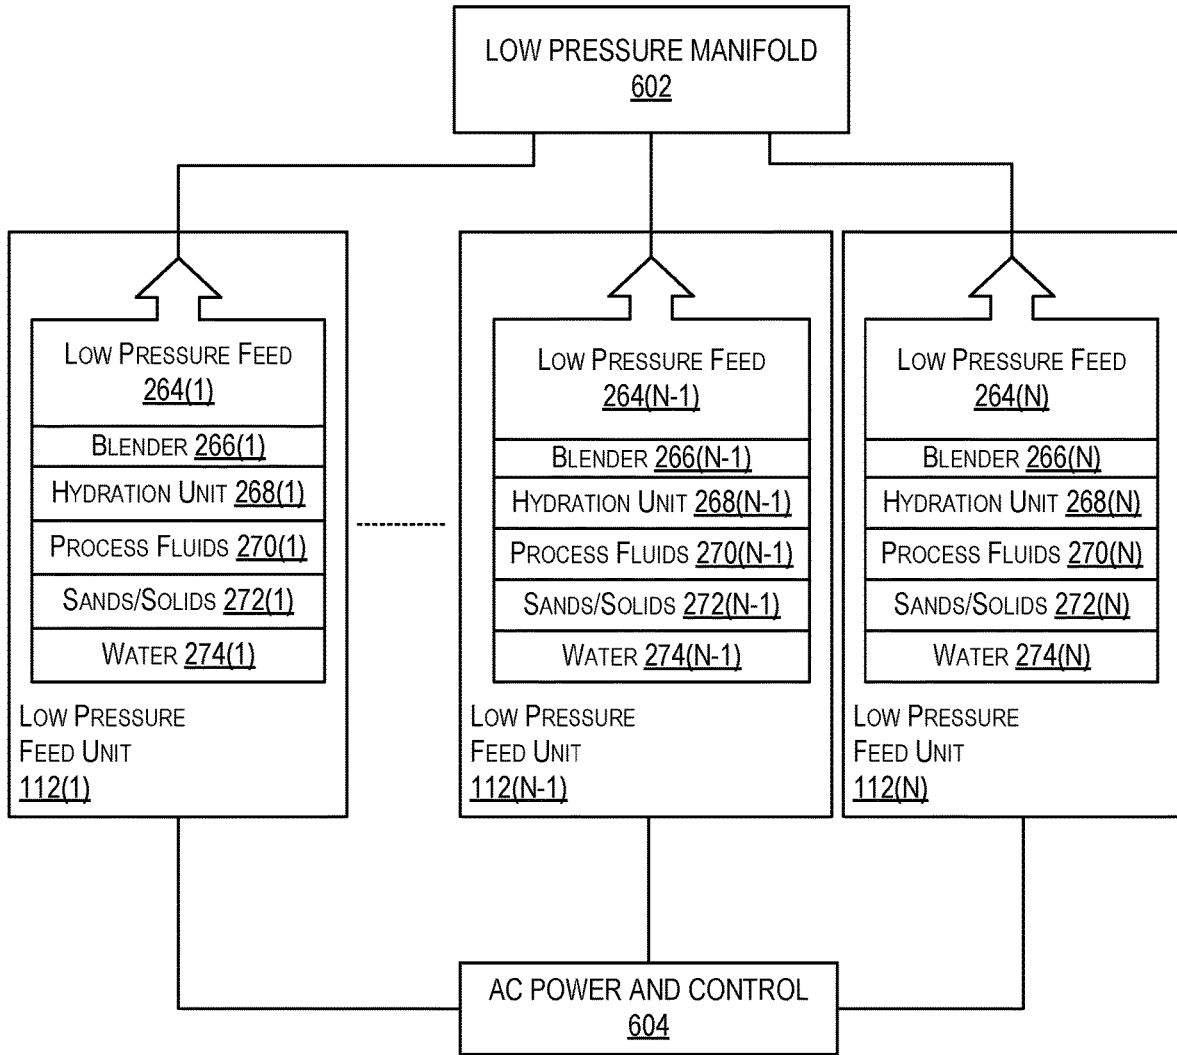 LOW PRESSURE MANIFOLD
602
LOW PRESSURE FEED
264(1)
BLENDER 266(1)
HYDRATION UNIT 268(1)
PROCESS FLUIDS 270(1)
SANDS/SOLIDS 272(1)
WATER 274(1)
LOW PRESSURE
FEED UNIT
112(1)
LOW PRESSURE FEED
264(N-1)
BLENDER 266(N-1)
HYDRATION UNIT 268(N-1)
PROCESS FLUIDS 270(N-1)
SANDS/SOLIDS 272(N-1)
WATER 274(N-1)
LOW PRESSURE
FEED UNIT
112(N-1)
LOW PRESSURE FEED
264(N)
BLENDER 266(N)
HYDRATION UNIT 268(N)
PROCESS FLUIDS 270(N)
SANDS/SOLIDS 272(N)
WATER 274(N)
LOW PRESSURE
FEED UNIT
112(N)
AC POWER AND CONTROL
604